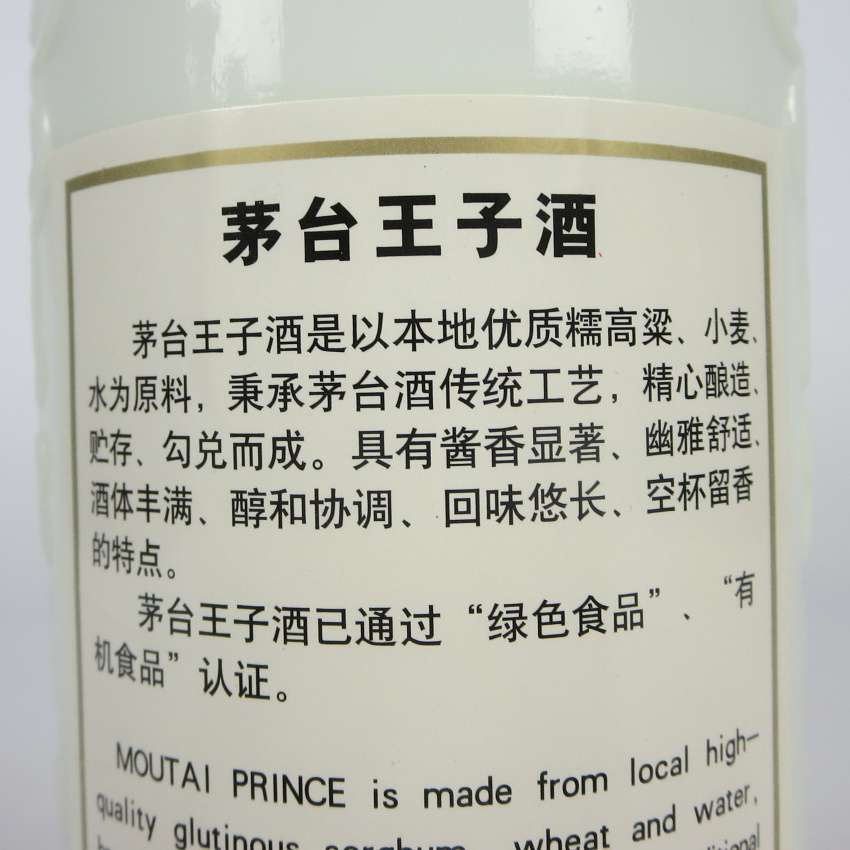 茅台王子酒
茅台王子酒是以本地优质糯高粱、小麦、
水为原料，秉承茅台酒传统工艺，精心酿造、
贮存、勾兑而成。具有酱香显著、幽雅舒适、
酒体丰满、醇和协调、回味悠长、空杯留香
的特点。
茅台王子酒已通过“绿色食品”、“有
机食品”认证。
MOUTAI PRINCE is made from local high-
quality glutinous sorghum, wheat and water,